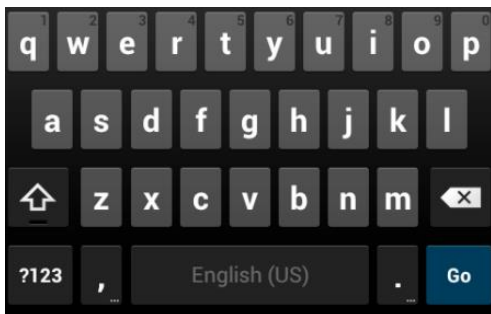 1 2 3 4 5 6 7 8 9 0
q w e r t y u i o p
a s d f g h j k l
z x c v b n m
?123 , ... English (US) . ... Go